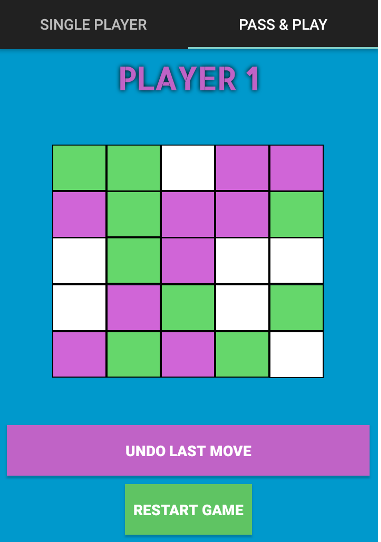 SINGLE PLAYER
PASS & PLAY
PLAYER 1
UNDO LAST MOVE
RESTART GAME